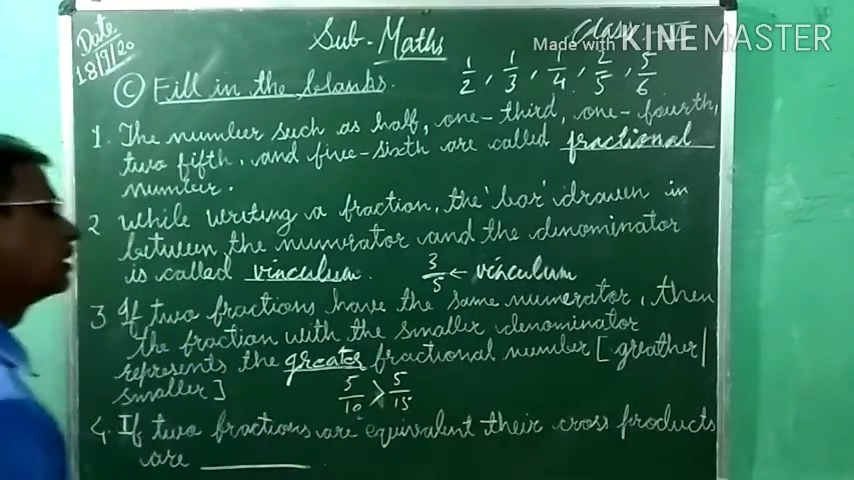 Date
18/9/20
Sub- Maths
Class-VI
Made with KINEMASTER
(C) Fill in the blanks.
1/2, 1/3, 1/4, 2/5, 5/6
1. The number such as half, one-third, one-fourth,
two fifth, and five-sixth are called fractional
number.
2 While writing a fraction, the 'bar' drawn in
between the numerator and the denominator
is called vinculum. 3/5 ← vinculum
3 If two fractions have the same numerator, then
the fraction with the smaller denominator
represents the greater fractional number [greather/
smaller]
5/10 > 5/15
4. If two fractions are equivalent their cross products
are ______